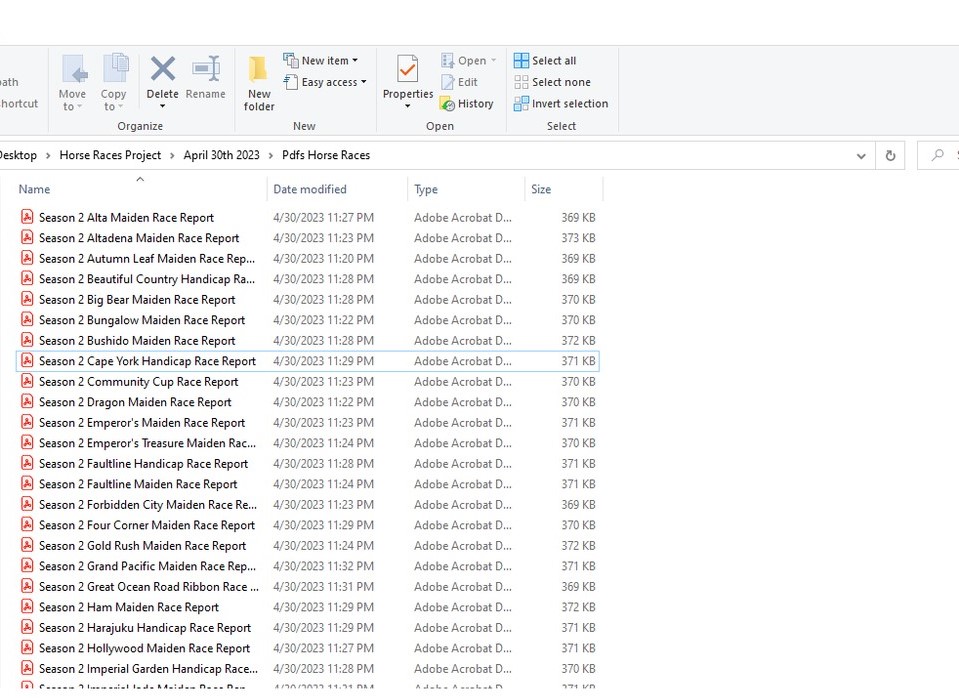 Move to
Copy to
Delete
Rename
New folder
New item
Easy access
Properties
Open
Edit
History
Select all
Select none
Invert selection
Organize
New
Open
Select
Horse Races Project > April 30th 2023 > Pdfs Horse Races
Name Date modified Type Size
Season 2 Alta Maiden Race Report 4/30/2023 11:27 PM Adobe Acrobat D... 369 KB
Season 2 Altadena Maiden Race Report 4/30/2023 11:23 PM Adobe Acrobat D... 373 KB
Season 2 Autumn Leaf Maiden Race Rep... 4/30/2023 11:20 PM Adobe Acrobat D... 369 KB
Season 2 Beautiful Country Handicap Ra... 4/30/2023 11:28 PM Adobe Acrobat D... 369 KB
Season 2 Big Bear Maiden Race Report 4/30/2023 11:28 PM Adobe Acrobat D... 370 KB
Season 2 Bungalow Maiden Race Report 4/30/2023 11:22 PM Adobe Acrobat D... 370 KB
Season 2 Bushido Maiden Race Report 4/30/2023 11:28 PM Adobe Acrobat D... 372 KB
Season 2 Cape York Handicap Race Report 4/30/2023 11:29 PM Adobe Acrobat D... 371 KB
Season 2 Community Cup Race Report 4/30/2023 11:23 PM Adobe Acrobat D... 370 KB
Season 2 Dragon Maiden Race Report 4/30/2023 11:22 PM Adobe Acrobat D... 370 KB
Season 2 Emperor's Maiden Race Report 4/30/2023 11:23 PM Adobe Acrobat D... 371 KB
Season 2 Emperor's Treasure Maiden Rac... 4/30/2023 11:24 PM Adobe Acrobat D... 370 KB
Season 2 Faultline Handicap Race Report 4/30/2023 11:28 PM Adobe Acrobat D... 371 KB
Season 2 Faultline Maiden Race Report 4/30/2023 11:24 PM Adobe Acrobat D... 371 KB
Season 2 Forbidden City Maiden Race Re... 4/30/2023 11:23 PM Adobe Acrobat D... 369 KB
Season 2 Four Corner Maiden Race Report 4/30/2023 11:29 PM Adobe Acrobat D... 370 KB
Season 2 Gold Rush Maiden Race Report 4/30/2023 11:24 PM Adobe Acrobat D... 372 KB
Season 2 Grand Pacific Maiden Race Rep... 4/30/2023 11:32 PM Adobe Acrobat D... 371 KB
Season 2 Great Ocean Road Ribbon Race ... 4/30/2023 11:31 PM Adobe Acrobat D... 369 KB
Season 2 Ham Maiden Race Report 4/30/2023 11:29 PM Adobe Acrobat D... 372 KB
Season 2 Harajuku Handicap Race Report 4/30/2023 11:29 PM Adobe Acrobat D... 371 KB
Season 2 Hollywood Maiden Race Report 4/30/2023 11:27 PM Adobe Acrobat D... 371 KB
Season 2 Imperial Garden Handicap Race... 4/30/2023 11:28 PM Adobe Acrobat D... 370 KB